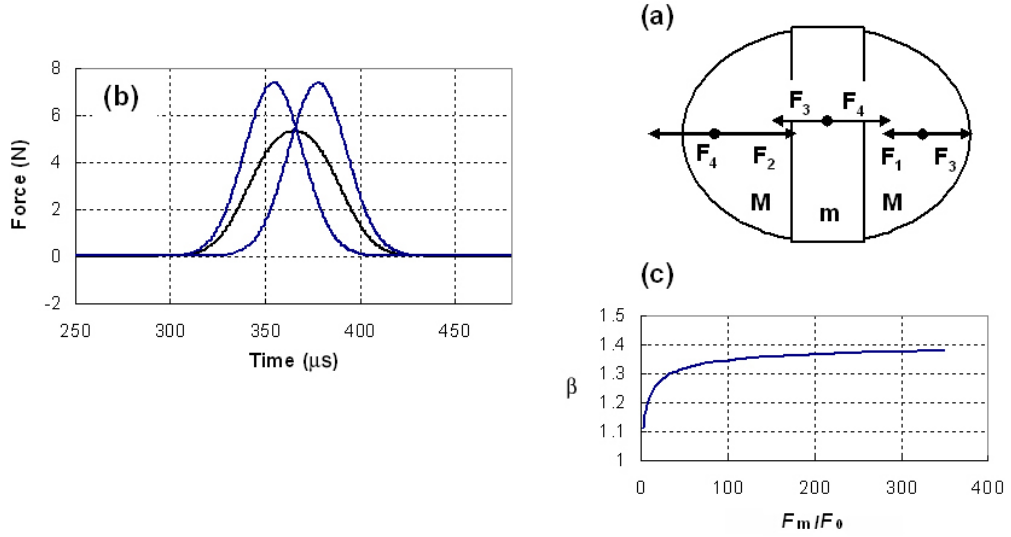 (a)
F3 F4
F4 F2 F1 F3
M m M
(b)
8
6
4
2
0
-2
Force (N)
250 300 350 400 450
Time (μs)
(c)
1.5
1.4
1.3
1.2
1.1
1
β
0 100 200 300 400
Fm/F0